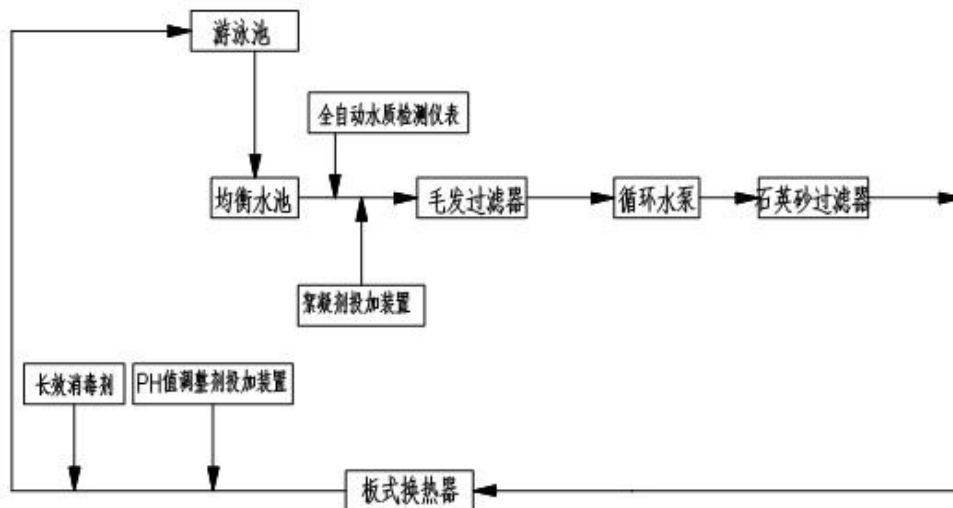 游泳池
全自动水质检测仪表
均衡水池
毛发过滤器
循环水泵
石英砂过滤器
絮凝剂投加装置
长效消毒剂
PH值调整剂投加装置
板式换热器